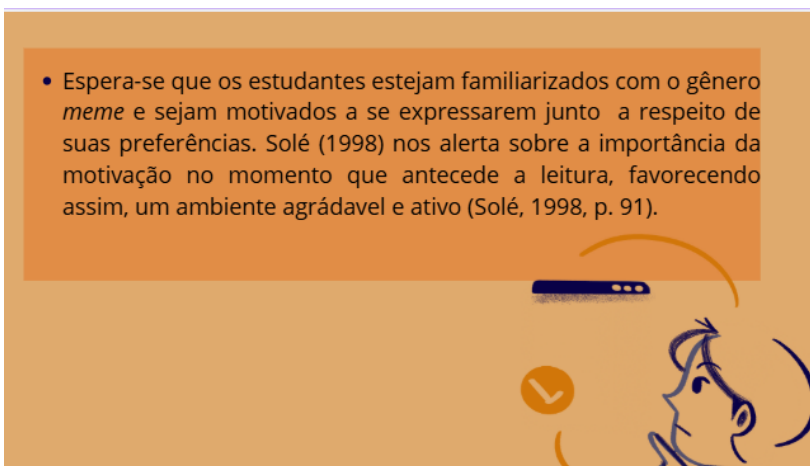 • Espera-se que os estudantes estejam familiarizados com o gênero
meme e sejam motivados a se expressarem junto a respeito de
suas preferências. Solé (1998) nos alerta sobre a importância da
motivação no momento que antecede a leitura, favorecendo
assim, um ambiente agrádavel e ativo (Solé, 1998, p. 91).